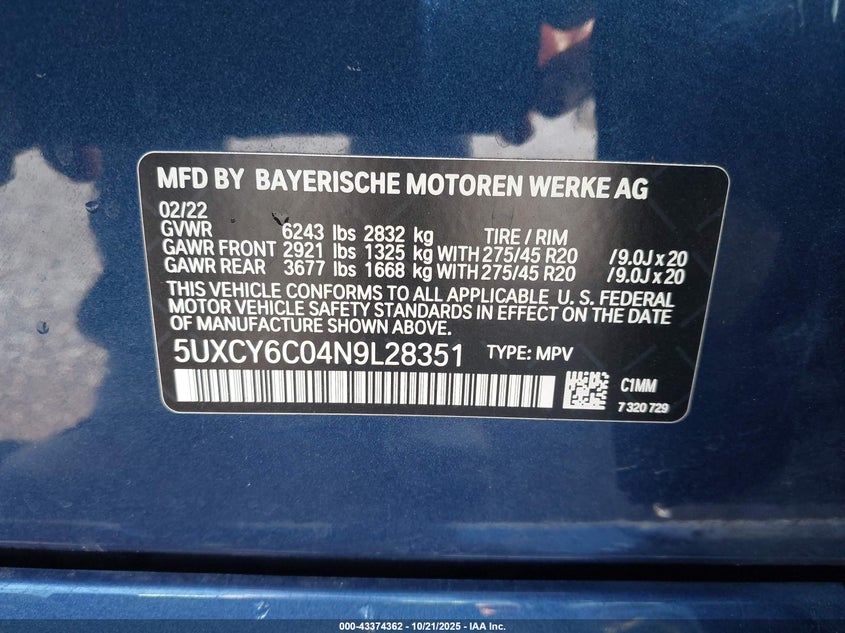 MFD BY BAYERISCHE MOTOREN WERKE AG
02/22
GVWR 6243 lbs 2832 kg TIRE / RIM
GAWR FRONT 2921 lbs 1325 kg WITH 275/45 R20 /9.0J x 20
GAWR REAR 3677 lbs 1668 kg WITH 275/45 R20 /9.0J x 20
THIS VEHICLE CONFORMS TO ALL APPLICABLE U. S. FEDERAL
MOTOR VEHICLE SAFETY STANDARDS IN EFFECT ON THE DATE
OF MANUFACTURE SHOWN ABOVE.
5UXCY6C04N9L28351 TYPE: MPV
C1MM
7 320 729
000-43374362 | 10/21/2025 - IAA Inc.